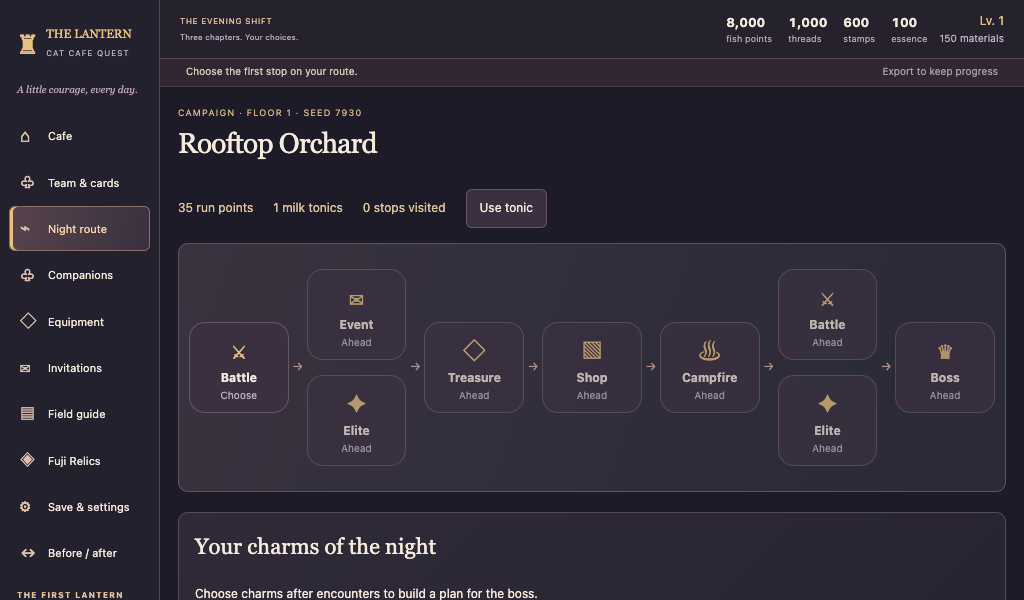 THE LANTERN
CAT CAFE QUEST
A little courage, every day.
Cafe
Team & cards
Night route
Companions
Equipment
Invitations
Field guide
Fuji Relics
Save & settings
Before / after
THE FIRST LANTERN
THE EVENING SHIFT
Three chapters. Your choices.
8,000
fish points
1,000
threads
600
stamps
100
essence
Lv. 1
150 materials
Choose the first stop on your route.
Export to keep progress
CAMPAIGN · FLOOR 1 · SEED 7930
Rooftop Orchard
35 run points
1 milk tonics
0 stops visited
Use tonic
Battle
Choose
Event
Ahead
Elite
Ahead
Treasure
Ahead
Shop
Ahead
Campfire
Ahead
Battle
Ahead
Elite
Ahead
Boss
Ahead
Your charms of the night
Choose charms after encounters to build a plan for the boss.